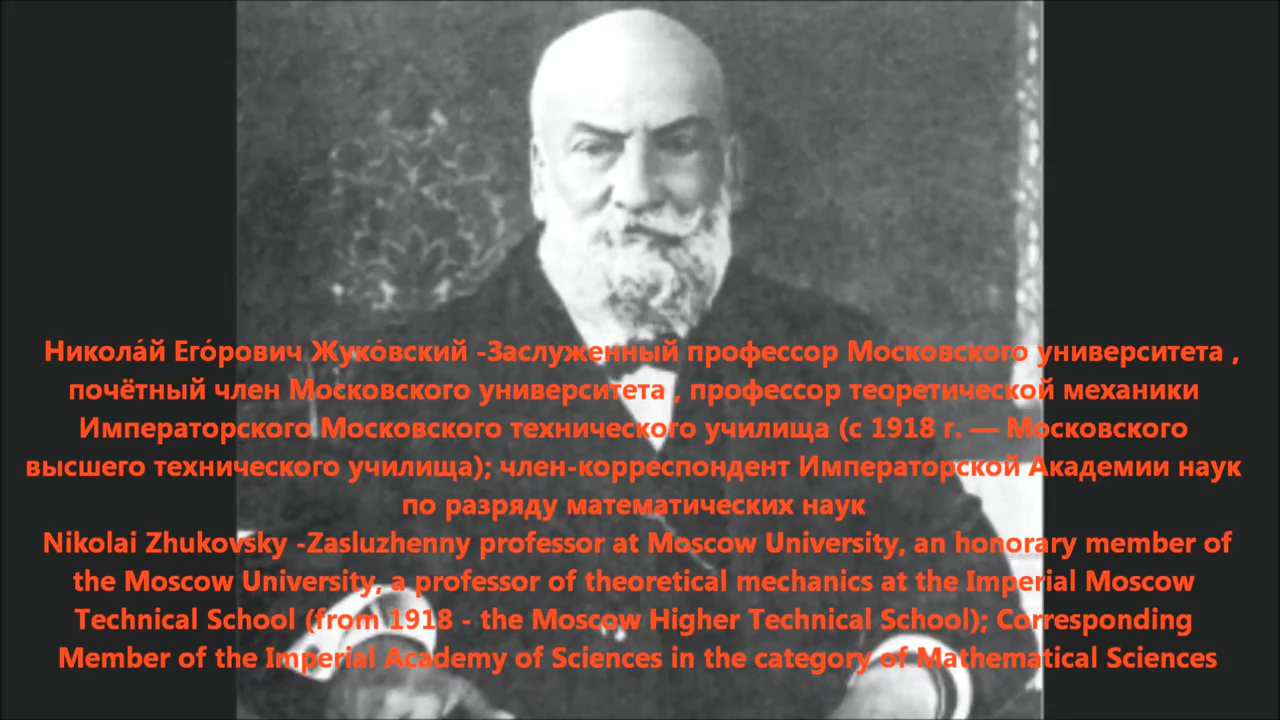 Никола́й Его́рович Жуко́вский -Заслуженный профессор Московского университета ,
почётный член Московского университета , профессор теоретической механики
Императорского Московского технического училища (с 1918 г. — Московского
высшего технического училища); член-корреспондент Императорской Академии наук
по разряду математических наук
Nikolai Zhukovsky -Zasluzhenny professor at Moscow University, an honorary member of
the Moscow University, a professor of theoretical mechanics at the Imperial Moscow
Technical School (from 1918 - the Moscow Higher Technical School); Corresponding
Member of the Imperial Academy of Sciences in the category of Mathematical Sciences